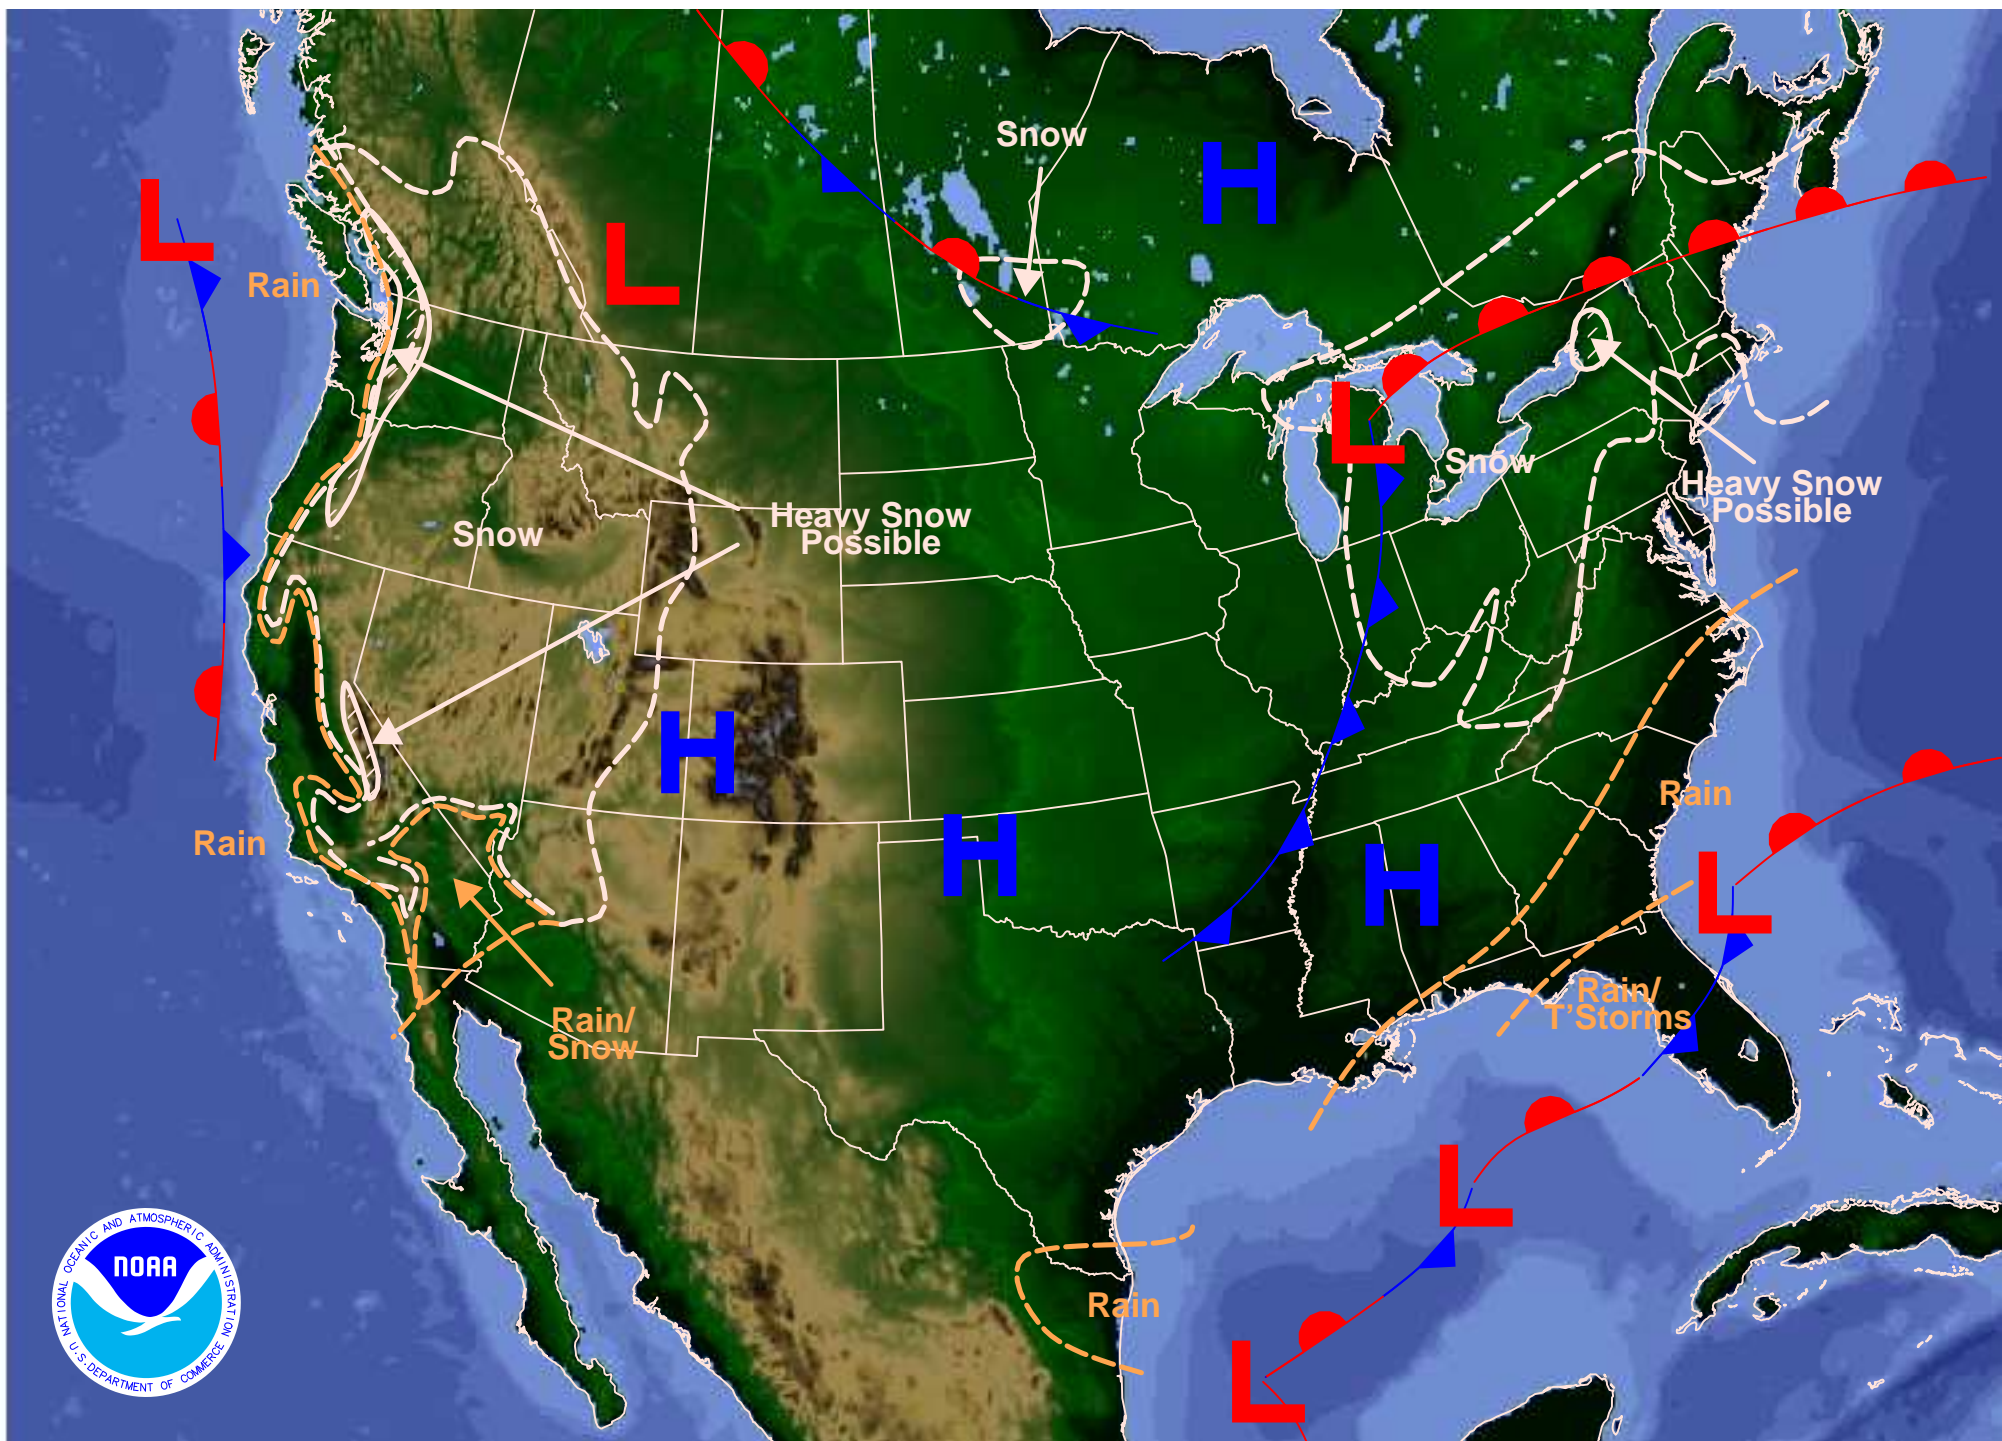 Snow
H
L
L
Rain
L
Snow
Heavy Snow
Possible
Snow
Heavy Snow
Possible
H
H
H
Rain
Rain
L
Rain/
Snow
Rain/
T'Storms
L
Rain
L
NATIONAL OCEANIC AND ATMOSPHERIC ADMINISTRATION
NOAA
U.S. DEPARTMENT OF COMMERCE